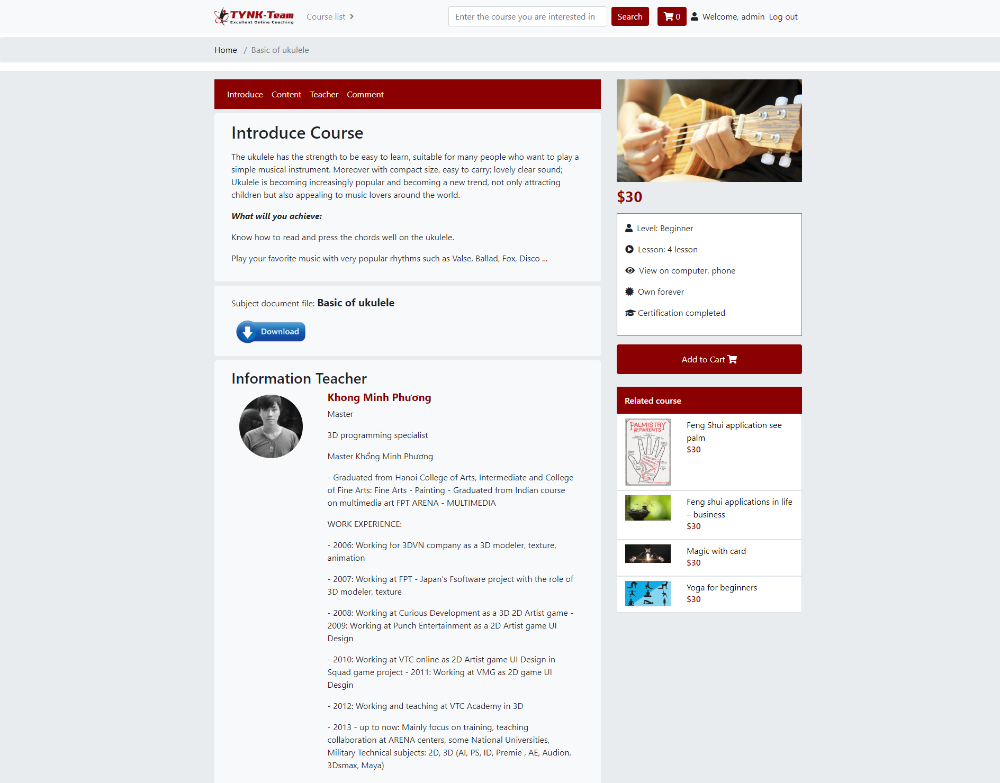 TYNK-Team
Excellent Online Coaching
Course list
Enter the course you are interested in
Search
0
Welcome, admin
Log out
Home / Basic of ukulele
Introduce Content Teacher Comment
Introduce Course
The ukulele has the strength to be easy to learn, suitable for many people who want to play a
simple musical instrument. Moreover with compact size, easy to carry; lovely clear sound;
Ukulele is becoming increasingly popular and becoming a new trend, not only attracting
children but also appealing to music lovers around the world.
What will you achieve:
Know how to read and press the chords well on the ukulele.
Play your favorite music with very popular rhythms such as Valse, Ballad, Fox, Disco ...
Subject document file: Basic of ukulele
Download
Information Teacher
Khong Minh Phương
Master
3D programming specialist
Master Khổng Minh Phương
- Graduated from Hanoi College of Arts, Intermediate and College
of Fine Arts: Fine Arts - Painting - Graduated from Indian course
on multimedia art FPT ARENA - MULTIMEDIA
WORK EXPERIENCE:
- 2006: Working for 3DVN company as a 3D modeler, texture,
animation
- 2007: Working at FPT - Japan's Fsoftware project with the role of
3D modeler, texture
- 2008: Working at Curious Development as a 3D 2D Artist game -
2009: Working at Punch Entertainment as a 2D Artist game UI
Design
- 2010: Working at VTC online as 2D Artist game UI Design in
Squad game project - 2011: Working at VMG as 2D game UI
Desgin
- 2012: Working and teaching at VTC Academy in 3D
- 2013 - up to now: Mainly focus on training, teaching
collaboration at ARENA centers, some National Universities,
Military Technical subjects: 2D, 3D (AI, PS, ID, Premie , AE, Audion,
3Dsmax, Maya)
$30
Level: Beginner
Lesson: 4 lesson
View on computer, phone
Own forever
Certification completed
Add to Cart
Related course
PALMISTRY
FOR PARENTS
Feng Shui application see
palm
$30
Feng shui applications in life
– business
$30
Magic with card
$30
Yoga for beginners
$30